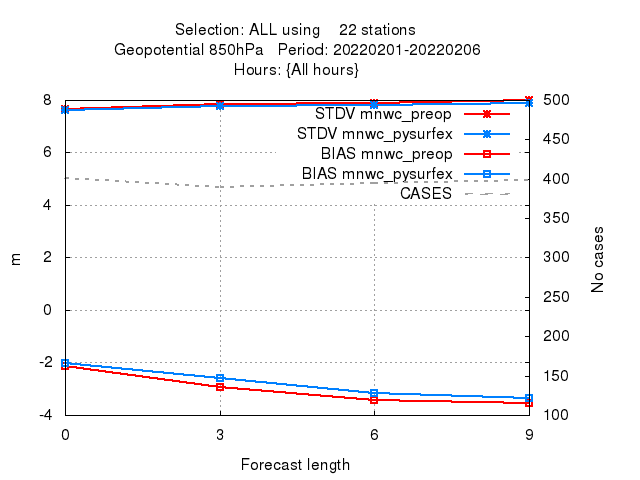 Selection: ALL using    22 stations
Geopotential 850hPa   Period: 20220201-20220206
Hours: {All hours}
8 500
STDV mnwc_preop
STDV mnwc_pysurfex 450
6 BIAS mnwc_preop
BIAS mnwc_pysurfex 400
CASES
4 350
m 2 300 No cases
250
0 200
-2 150
-4 100
0 3 6 9
Forecast length